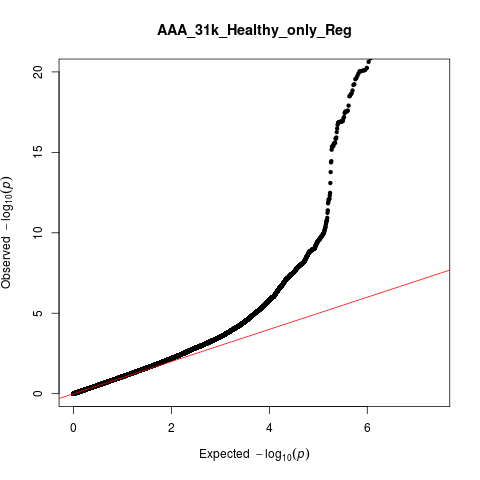 AAA_31k_Healthy_only_Reg
20
15
10
5
0
Observed −log₁₀(p)
0 2 4 6
Expected −log₁₀(p)